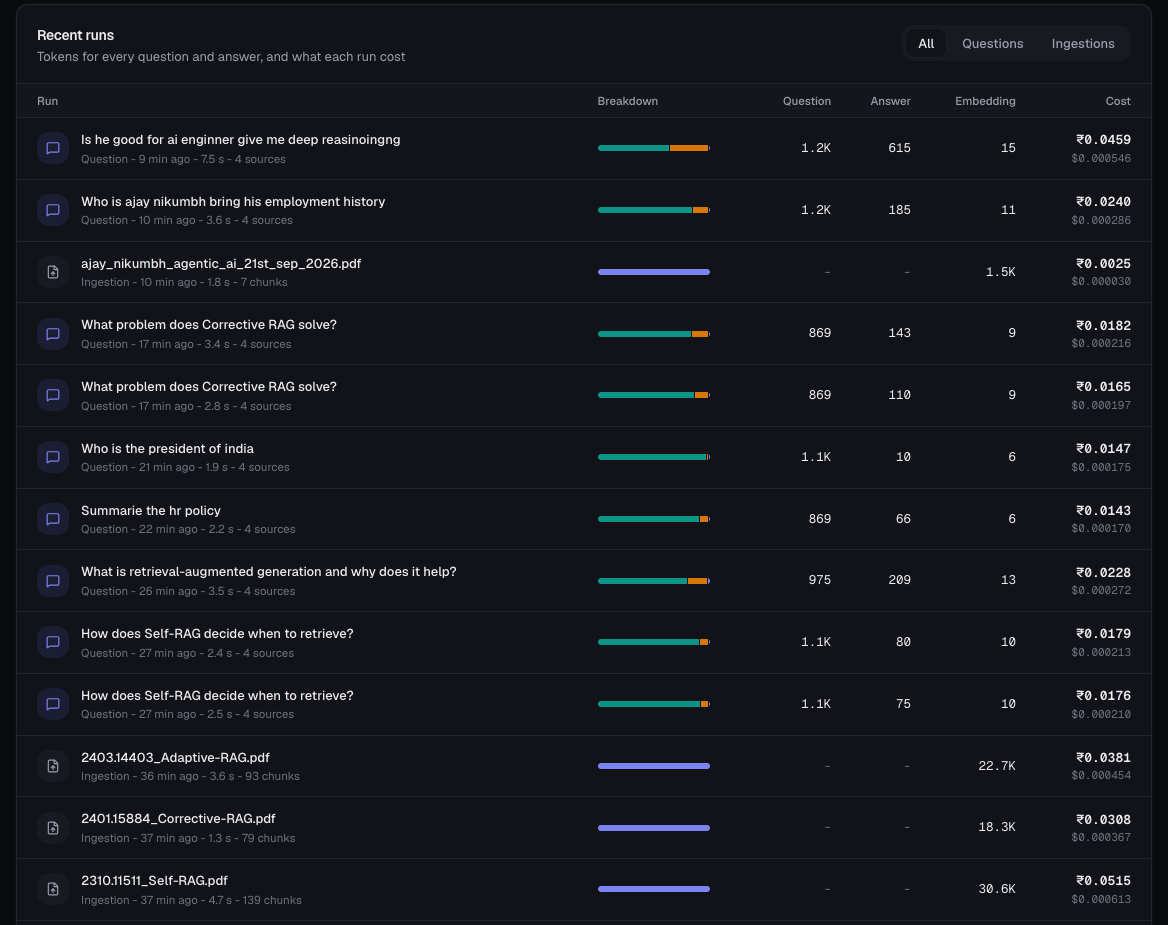 Recent runs
Tokens for every question and answer, and what each run cost
All Questions Ingestions
Run Breakdown Question Answer Embedding Cost
Is he good for ai enginner give me deep reasinoingng
Question - 9 min ago - 7.5 s - 4 sources
1.2K 615 15 ₹0.0459
$0.000546
Who is ajay nikumbh bring his employment history
Question - 10 min ago - 3.6 s - 4 sources
1.2K 185 11 ₹0.0240
$0.000286
ajay_nikumbh_agentic_ai_21st_sep_2026.pdf
Ingestion - 10 min ago - 1.8 s - 7 chunks
- - 1.5K ₹0.0025
$0.000030
What problem does Corrective RAG solve?
Question - 17 min ago - 3.4 s - 4 sources
869 143 9 ₹0.0182
$0.000216
What problem does Corrective RAG solve?
Question - 17 min ago - 2.8 s - 4 sources
869 110 9 ₹0.0165
$0.000197
Who is the president of india
Question - 21 min ago - 1.9 s - 4 sources
1.1K 10 6 ₹0.0147
$0.000175
Summarie the hr policy
Question - 22 min ago - 2.2 s - 4 sources
869 66 6 ₹0.0143
$0.000170
What is retrieval-augmented generation and why does it help?
Question - 26 min ago - 3.5 s - 4 sources
975 209 13 ₹0.0228
$0.000272
How does Self-RAG decide when to retrieve?
Question - 27 min ago - 2.4 s - 4 sources
1.1K 80 10 ₹0.0179
$0.000213
How does Self-RAG decide when to retrieve?
Question - 27 min ago - 2.5 s - 4 sources
1.1K 75 10 ₹0.0176
$0.000210
2403.14403_Adaptive-RAG.pdf
Ingestion - 36 min ago - 3.6 s - 93 chunks
- - 22.7K ₹0.0381
$0.000454
2401.15884_Corrective-RAG.pdf
Ingestion - 37 min ago - 1.3 s - 79 chunks
- - 18.3K ₹0.0308
$0.000367
2310.11511_Self-RAG.pdf
Ingestion - 37 min ago - 4.7 s - 139 chunks
- - 30.6K ₹0.0515
$0.000613